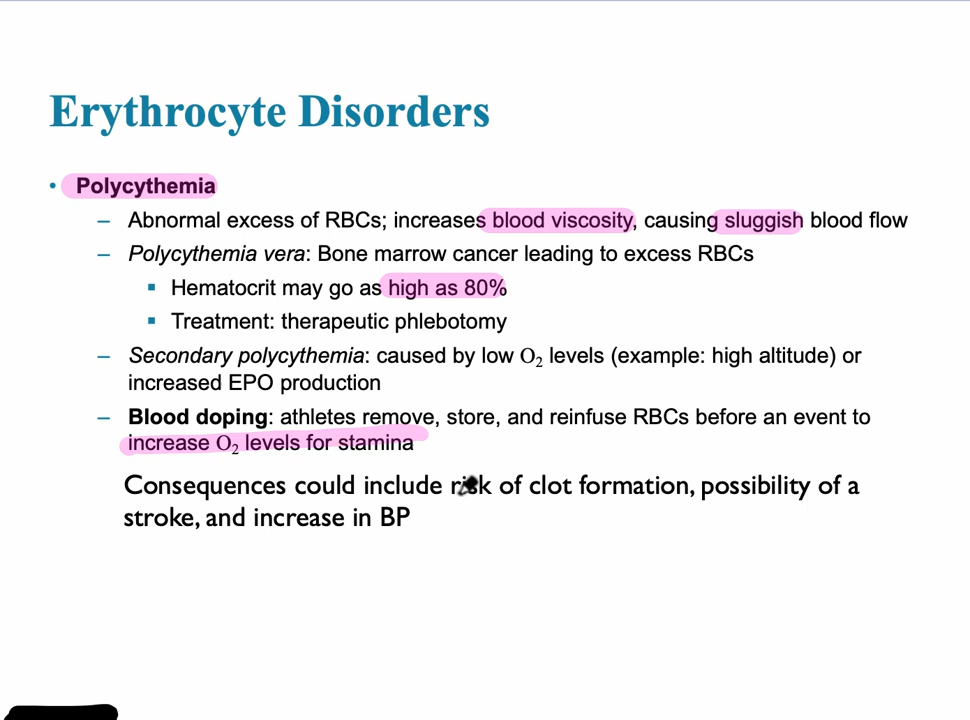 Erythrocyte Disorders
• Polycythemia
– Abnormal excess of RBCs; increases blood viscosity, causing sluggish blood flow
– Polycythemia vera: Bone marrow cancer leading to excess RBCs
▪ Hematocrit may go as high as 80%
▪ Treatment: therapeutic phlebotomy
– Secondary polycythemia: caused by low O₂ levels (example: high altitude) or
increased EPO production
– Blood doping: athletes remove, store, and reinfuse RBCs before an event to
increase O₂ levels for stamina
Consequences could include risk of clot formation, possibility of a
stroke, and increase in BP